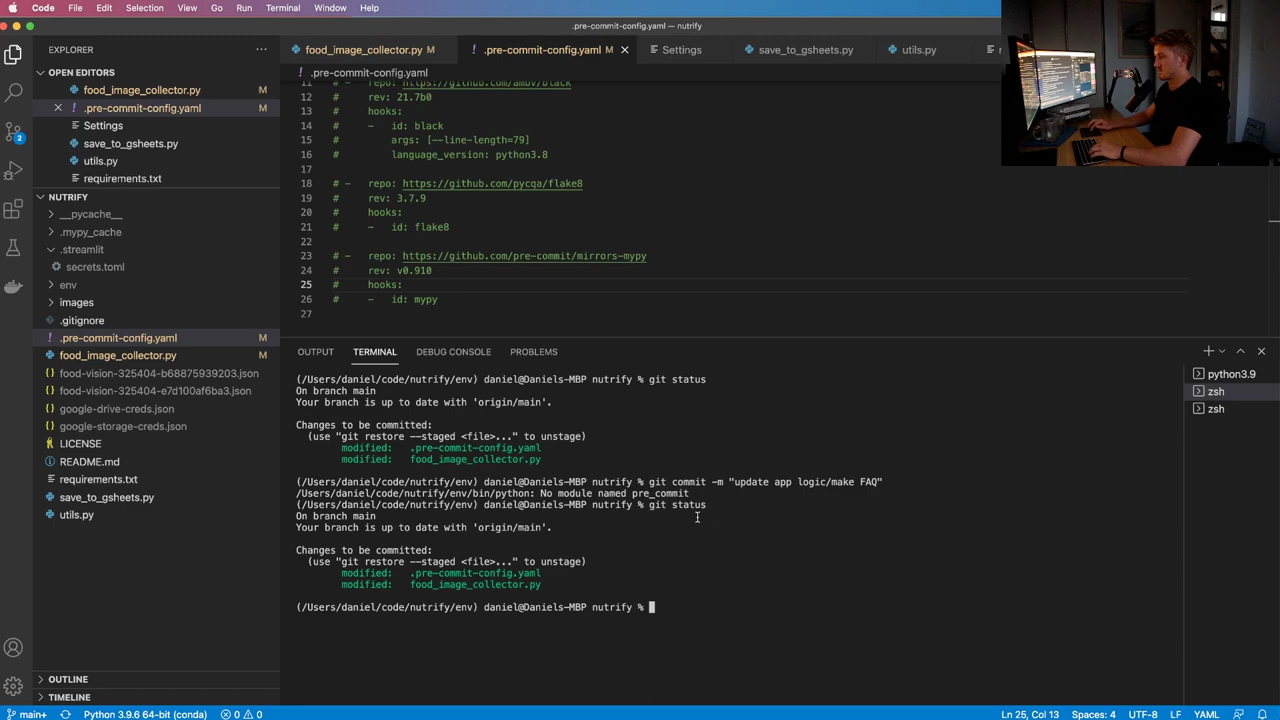 Code File Edit Selection View Go Run Terminal Window Help
.pre-commit-config.yaml — nutrify
EXPLORER
food_image_collector.py M
.pre-commit-config.yaml M
Settings
save_to_gsheets.py
utils.py
OPEN EDITORS
food_image_collector.py M
.pre-commit-config.yaml M
Settings
save_to_gsheets.py
utils.py
requirements.txt
NUTRIFY
__pycache__
.mypy_cache
.streamlit
secrets.toml
env
images
.gitignore
.pre-commit-config.yaml M
food_image_collector.py M
food-vision-325404-b68875939203.json
food-vision-325404-e7d100af6ba3.json
google-drive-creds.json
google-storage-creds.json
LICENSE
README.md
requirements.txt
save_to_gsheets.py
utils.py
OUTLINE
TIMELINE
.pre-commit-config.yaml
11 # - repo: https://github.com/ambv/black
12 # rev: 21.7b0
13 # hooks:
14 # - id: black
15 # args: [--line-length=79]
16 # language_version: python3.8
17
18 # - repo: https://github.com/pycqa/flake8
19 # rev: 3.7.9
20 # hooks:
21 # - id: flake8
22
23 # - repo: https://github.com/pre-commit/mirrors-mypy
24 # rev: v0.910
25 # hooks:
26 # - id: mypy
27
OUTPUT TERMINAL DEBUG CONSOLE PROBLEMS
(/Users/daniel/code/nutrify/env) daniel@Daniels-MBP nutrify % git status
On branch main
Your branch is up to date with 'origin/main'.
Changes to be committed:
(use "git restore --staged <file>..." to unstage)
modified: .pre-commit-config.yaml
modified: food_image_collector.py
(/Users/daniel/code/nutrify/env) daniel@Daniels-MBP nutrify % git commit -m "update app logic/make FAQ"
/Users/daniel/code/nutrify/env/bin/python: No module named pre_commit
(/Users/daniel/code/nutrify/env) daniel@Daniels-MBP nutrify % git status
On branch main
Your branch is up to date with 'origin/main'.
Changes to be committed:
(use "git restore --staged <file>..." to unstage)
modified: .pre-commit-config.yaml
modified: food_image_collector.py
(/Users/daniel/code/nutrify/env) daniel@Daniels-MBP nutrify %
python3.9
zsh
zsh
2
main+ Python 3.9.6 64-bit (conda) 0 0 Ln 25, Col 13 Spaces: 4 UTF-8 LF YAML